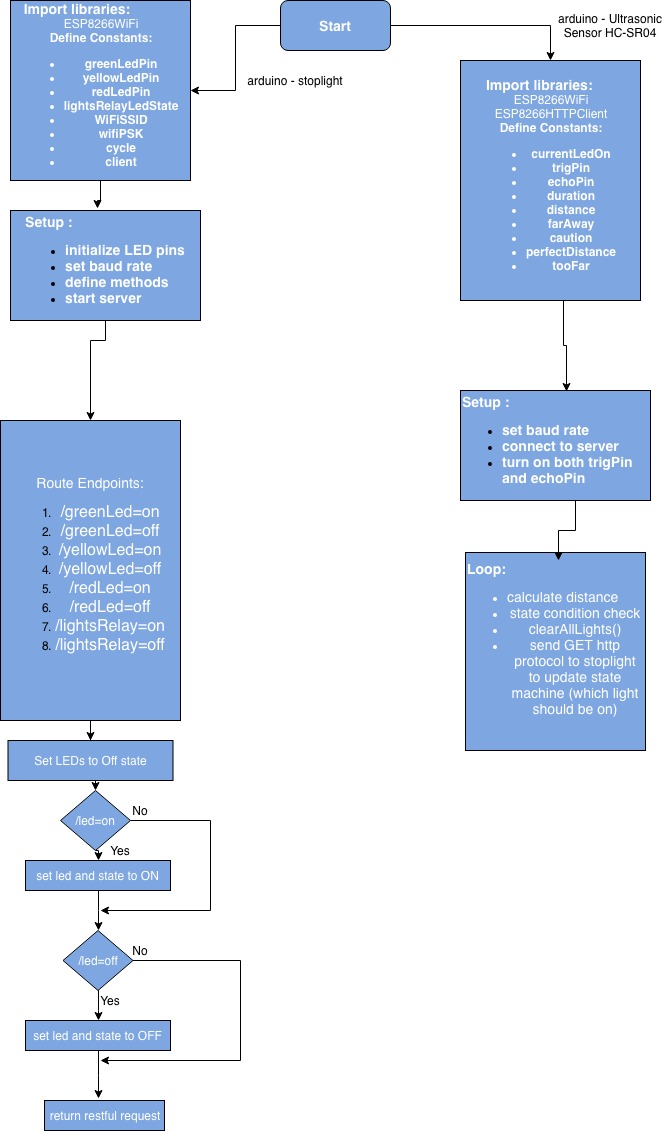 Start
arduino - stoplight
Import libraries:
ESP8266WiFi
Define Constants:
• greenLedPin
• yellowLedPin
• redLedPin
• lightsRelayLedState
• WiFiSSID
• wifiPSK
• cycle
• client
Setup :
• initialize LED pins
• set baud rate
• define methods
• start server
Route Endpoints:
1. /greenLed=on
2. /greenLed=off
3. /yellowLed=on
4. /yellowLed=off
5. /redLed=on
6. /redLed=off
7. /lightsRelay=on
8. /lightsRelay=off
Set LEDs to Off state
/led=on
No
Yes
set led and state to ON
/led=off
No
Yes
set led and state to OFF
return restful request
arduino - Ultrasonic
Sensor HC-SR04
Import libraries:
ESP8266WiFi
ESP8266HTTPClient
Define Constants:
• currentLedOn
• trigPin
• echoPin
• duration
• distance
• farAway
• caution
• perfectDistance
• tooFar
Setup :
• set baud rate
• connect to server
• turn on both trigPin
and echoPin
Loop:
• calculate distance
• state condition check
• clearAllLights()
• send GET http
protocol to stoplight
to update state
machine (which light
should be on)